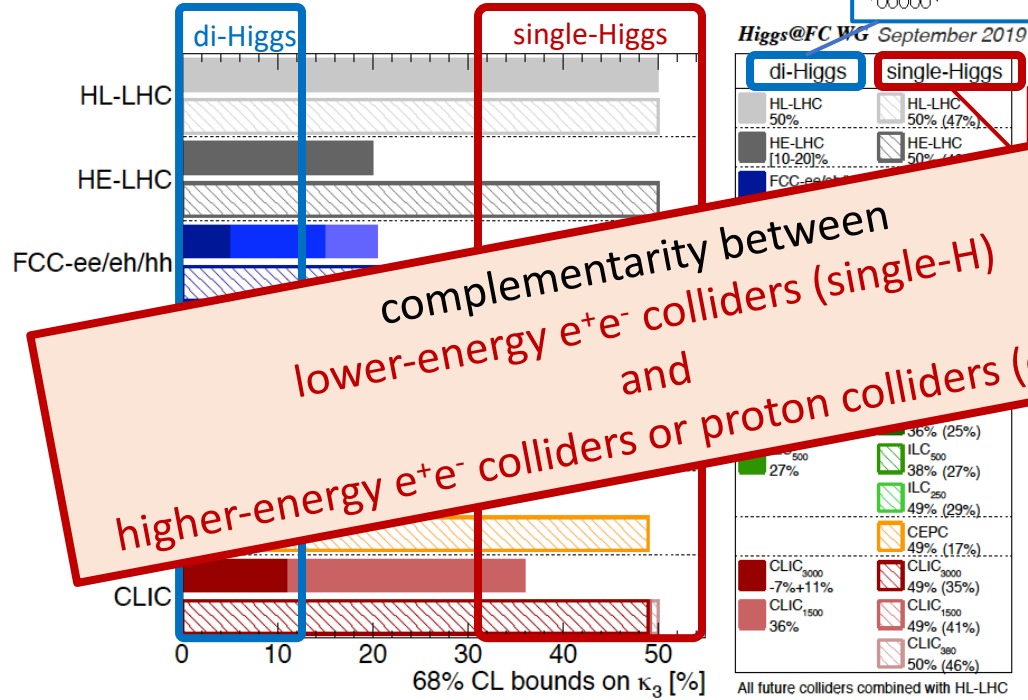 di-Higgs
single-Higgs
HL-LHC
HE-LHC
FCC-ee/eh/hh
CLIC
0 10 20 30 40 50
68% CL bounds on κ₃ [%]
complementarity between
lower-energy e⁺e⁻ colliders (single-H)
and
higher-energy e⁺e⁻ colliders or proton colliders (
Higgs@FC WG September 2019
di-Higgs single-Higgs
HL-LHC HL-LHC
50% 50% (47%)
HE-LHC HE-LHC
[10-20]% 50%
FCC-ee/eh
36% (25%)
ILC₅₀₀
27% 38% (27%)
ILC₂₅₀
49% (29%)
CEPC
49% (17%)
CLIC₃₀₀₀ CLIC₃₀₀₀
-7%+11% 49% (35%)
CLIC₁₅₀₀ CLIC₁₅₀₀
36% 49% (41%)
CLIC₃₈₀
50% (46%)
All future colliders combined with HL-LHC